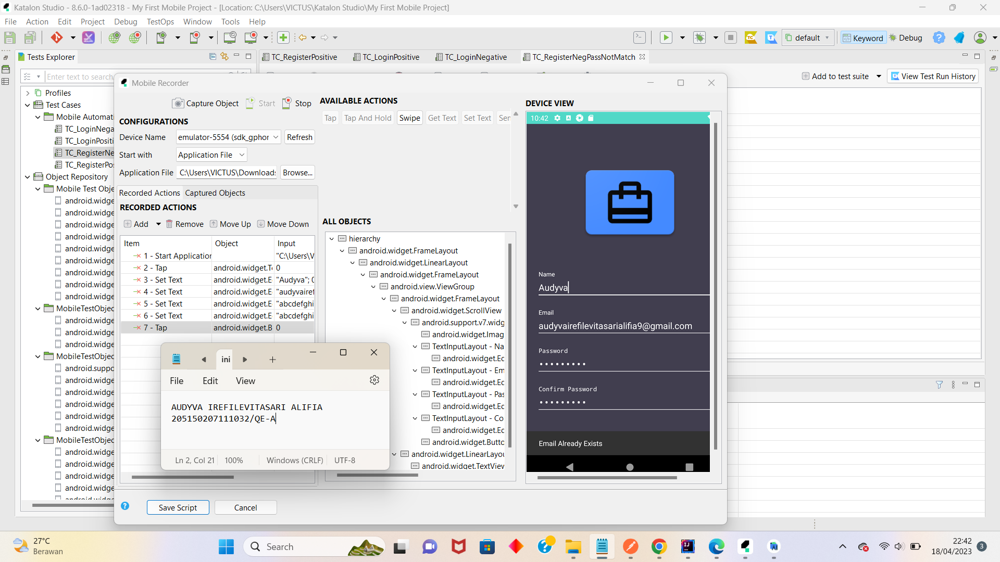 Katalon Studio - 8.6.0-1ad02318 - My First Mobile Project - [Location: C:\Users\VICTUS\Katalon Studio\My First Mobile Project]
File Action Edit Project Debug TestOps Window Tools Help
default Keyword Debug
Tests Explorer
TC_RegisterPositive TC_LoginPositive TC_LoginNegative TC_RegisterNegPassNotMatch
Enter text to search
Add to test suite View Test Run History
Profiles
Test Cases
Mobile Automati
TC_LoginNega
TC_LoginPositi
TC_RegisterNe
TC_RegisterPos
Object Repository
Mobile Test Obje
android.widge
android.widge
android.widge
android.widge
android.widge
android.widge
android.widge
android.widge
android.widge
MobileTestObjec
android.widge
android.widge
android.widge
MobileTestObjec
android.suppo
android.widge
android.widge
android.widge
android.widge
android.widge
MobileTestObjec
android.widge
android.widge
android.widge
android.widge
Mobile Recorder
Capture Object Start Stop
CONFIGURATIONS
Device Name emulator-5554 (sdk_gphor Refresh
Start with Application File
Application File C:\Users\VICTUS\Downloads Browse...
Recorded Actions Captured Objects
RECORDED ACTIONS
Add Remove Move Up Move Down
Item Object Input
1 - Start Application "C:\Users\V
2 - Tap android.widget.Te 0
3 - Set Text android.widget.E "Audyva"; 0
4 - Set Text android.widget.E "audyvairef
5 - Set Text android.widget.E "abcdefghi
6 - Set Text android.widget.E "abcdefghi
7 - Tap android.widget.B 0
AVAILABLE ACTIONS
Tap Tap And Hold Swipe Get Text Set Text Ser
ALL OBJECTS
hierarchy
android.widget.FrameLayout
android.widget.LinearLayout
android.widget.FrameLayout
android.view.ViewGroup
android.widget.FrameLayout
android.widget.ScrollView
android.support.v7.widg
android.widget.Imag
TextInputLayout - Na
android.widget.Ec
TextInputLayout - Em
android.widget.Ec
TextInputLayout - Pas
android.widget.Ec
TextInputLayout - Co
android.widget.Ec
android.widget.Butto
android.widget.LinearLayou
android.widget.TextView
DEVICE VIEW
10:42
Name
Audyva
Email
audyvairefilevitasarialifia9@gmail.com
Password
Confirm Password
Email Already Exists
ini
File Edit View
AUDYVA IREFILEVITASARI ALIFIA
205150207111032/QE-A
Ln 2, Col 21 100% Windows (CRLF) UTF-8
Save Script Cancel
27°C
Berawan
Search
22:42
18/04/2023 3